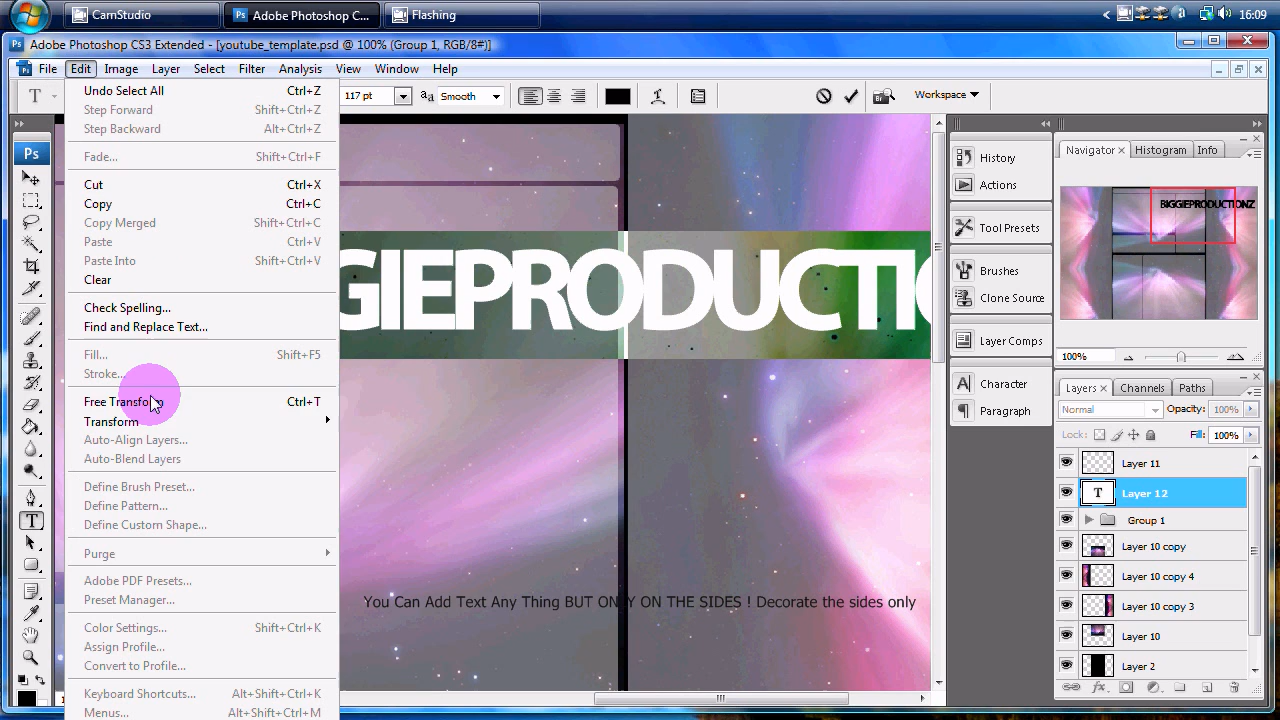 CamStudio
Adobe Photoshop C...
Flashing
16:09
Adobe Photoshop CS3 Extended - [youtube_template.psd @ 100% (Group 1, RGB/8#)]
File Edit Image Layer Select Filter Analysis View Window Help
117 pt
Smooth
Workspace
Undo Select All Ctrl+Z
Step Forward Shift+Ctrl+Z
Step Backward Alt+Ctrl+Z
Fade... Shift+Ctrl+F
Cut Ctrl+X
Copy Ctrl+C
Copy Merged Shift+Ctrl+C
Paste Ctrl+V
Paste Into Shift+Ctrl+V
Clear
Check Spelling...
Find and Replace Text...
Fill... Shift+F5
Stroke...
Free Transform Ctrl+T
Transform
Auto-Align Layers...
Auto-Blend Layers
Define Brush Preset...
Define Pattern...
Define Custom Shape...
Purge
Adobe PDF Presets...
Preset Manager...
Color Settings... Shift+Ctrl+K
Assign Profile...
Convert to Profile...
Keyboard Shortcuts... Alt+Shift+Ctrl+K
Menus... Alt+Shift+Ctrl+M
Ps
GIEPRODUCTIO
You Can Add Text Any Thing BUT ONLY ON THE SIDES ! Decorate the sides only
History
Actions
Tool Presets
Brushes
Clone Source
Layer Comps
Character
Paragraph
Navigator Histogram Info
BIGGIEPRODUCTIONZ
100%
Layers Channels Paths
Normal Opacity: 100%
Lock: Fill: 100%
Layer 11
Layer 12
Group 1
Layer 10 copy
Layer 10 copy 4
Layer 10 copy 3
Layer 10
Layer 2